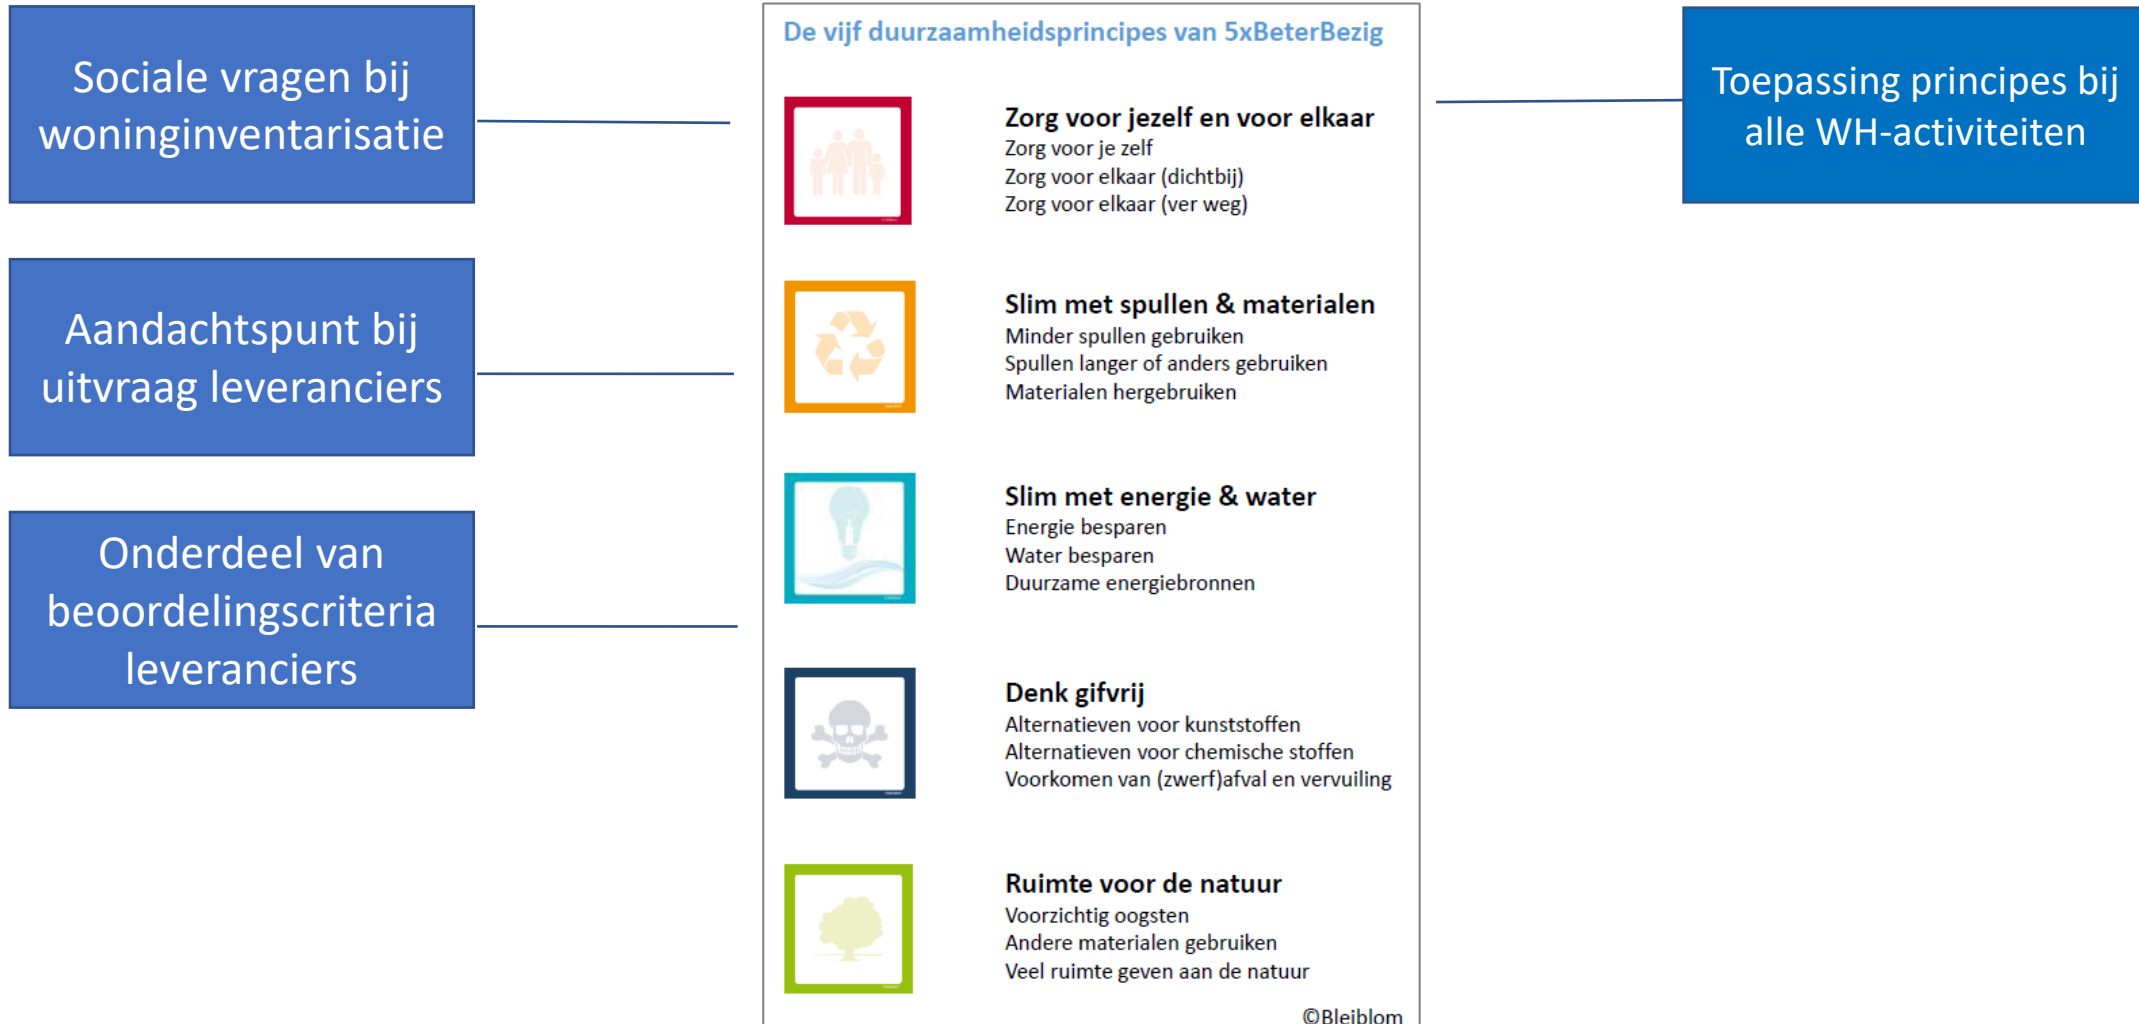 Sociale vragen bij
woninginventarisatie
Aandachtspunt bij
uitvraag leveranciers
Onderdeel van
beoordelingscriteria
leveranciers
De vijf duurzaamheidsprincipes van 5xBeterBezig
Zorg voor jezelf en voor elkaar
Zorg voor je zelf
Zorg voor elkaar (dichtbij)
Zorg voor elkaar (ver weg)
Slim met spullen & materialen
Minder spullen gebruiken
Spullen langer of anders gebruiken
Materialen hergebruiken
Slim met energie & water
Energie besparen
Water besparen
Duurzame energiebronnen
Denk gifvrij
Alternatieven voor kunststoffen
Alternatieven voor chemische stoffen
Voorkomen van (zwerf)afval en vervuiling
Ruimte voor de natuur
Voorzichtig oogsten
Andere materialen gebruiken
Veel ruimte geven aan de natuur
©Bleiblom
Toepassing principes bij
alle WH-activiteiten